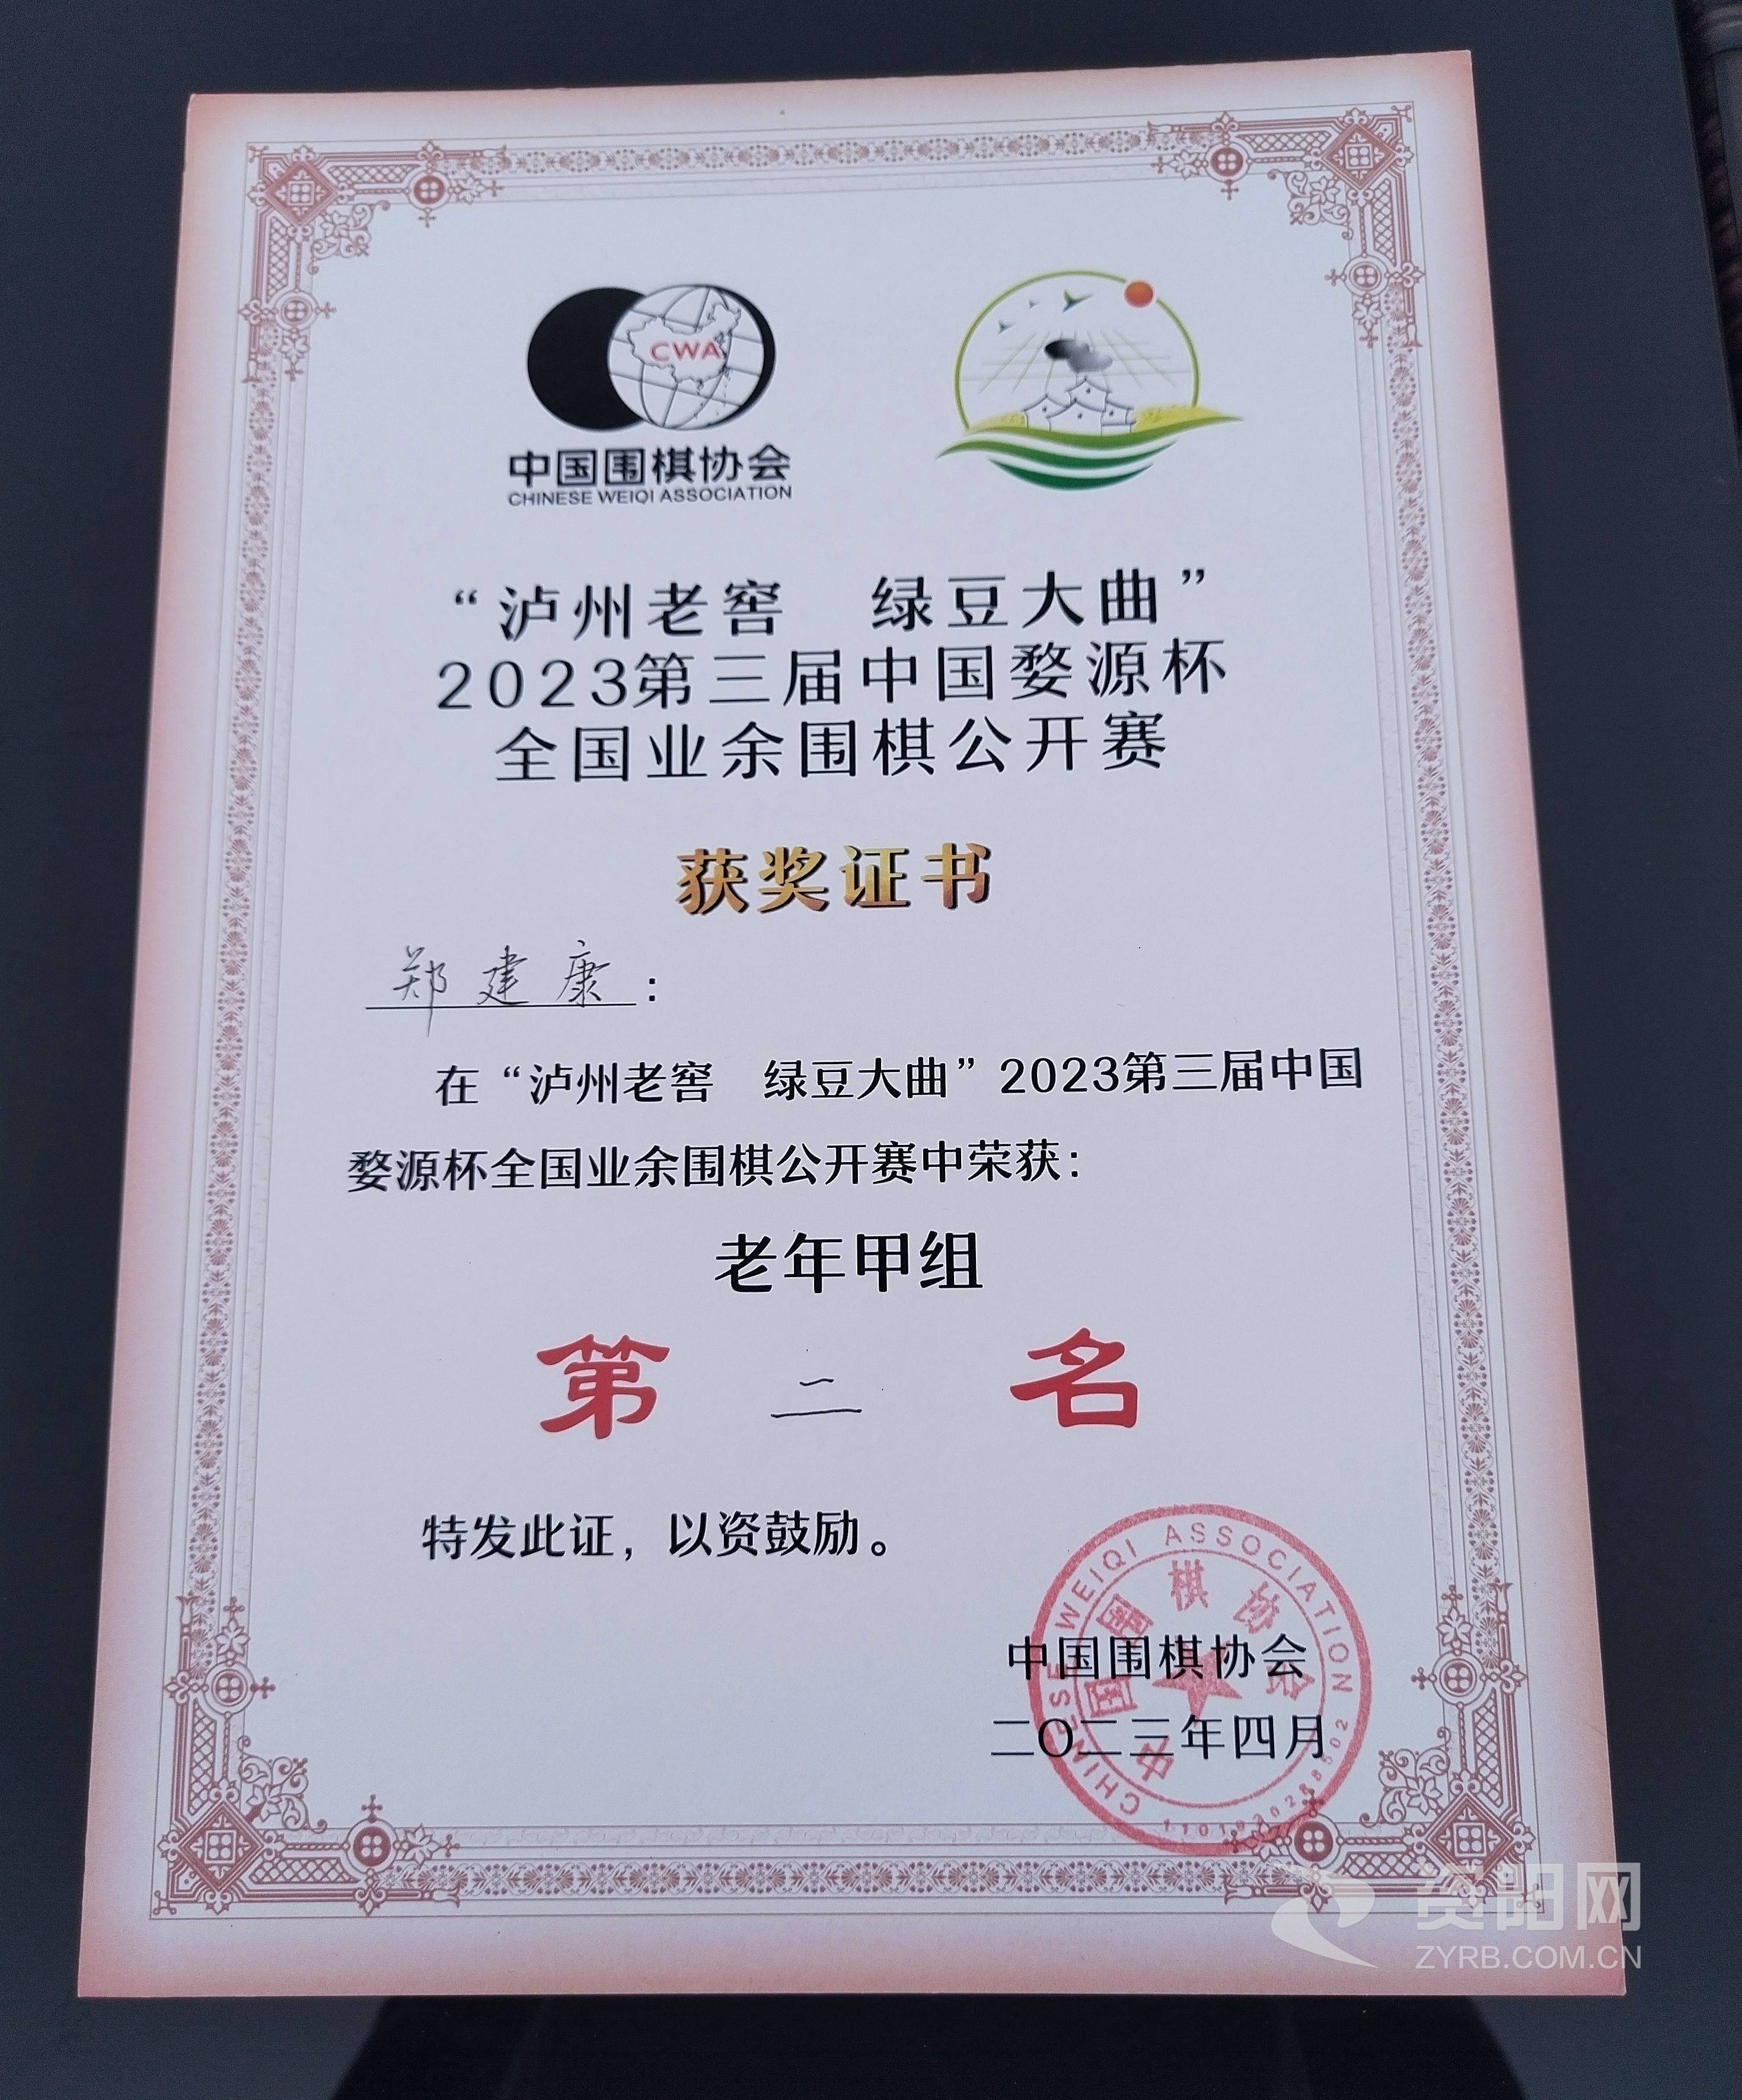 CWA
中国围棋协会
CHINESE WEIQI ASSOCIATION
“泸州老窖 绿豆大曲”
2023第三届中国婺源杯
全国业余围棋公开赛
获奖证书
郑建康：
在“泸州老窖 绿豆大曲”2023第三届中国
婺源杯全国业余围棋公开赛中荣获：
老年甲组
第 二 名
特发此证，以资鼓励。
中国围棋协会
二〇二三年四月
CHINESE WEIQI ASSOCIATION
中国围棋协会
资阳网
ZYRB.COM.CN